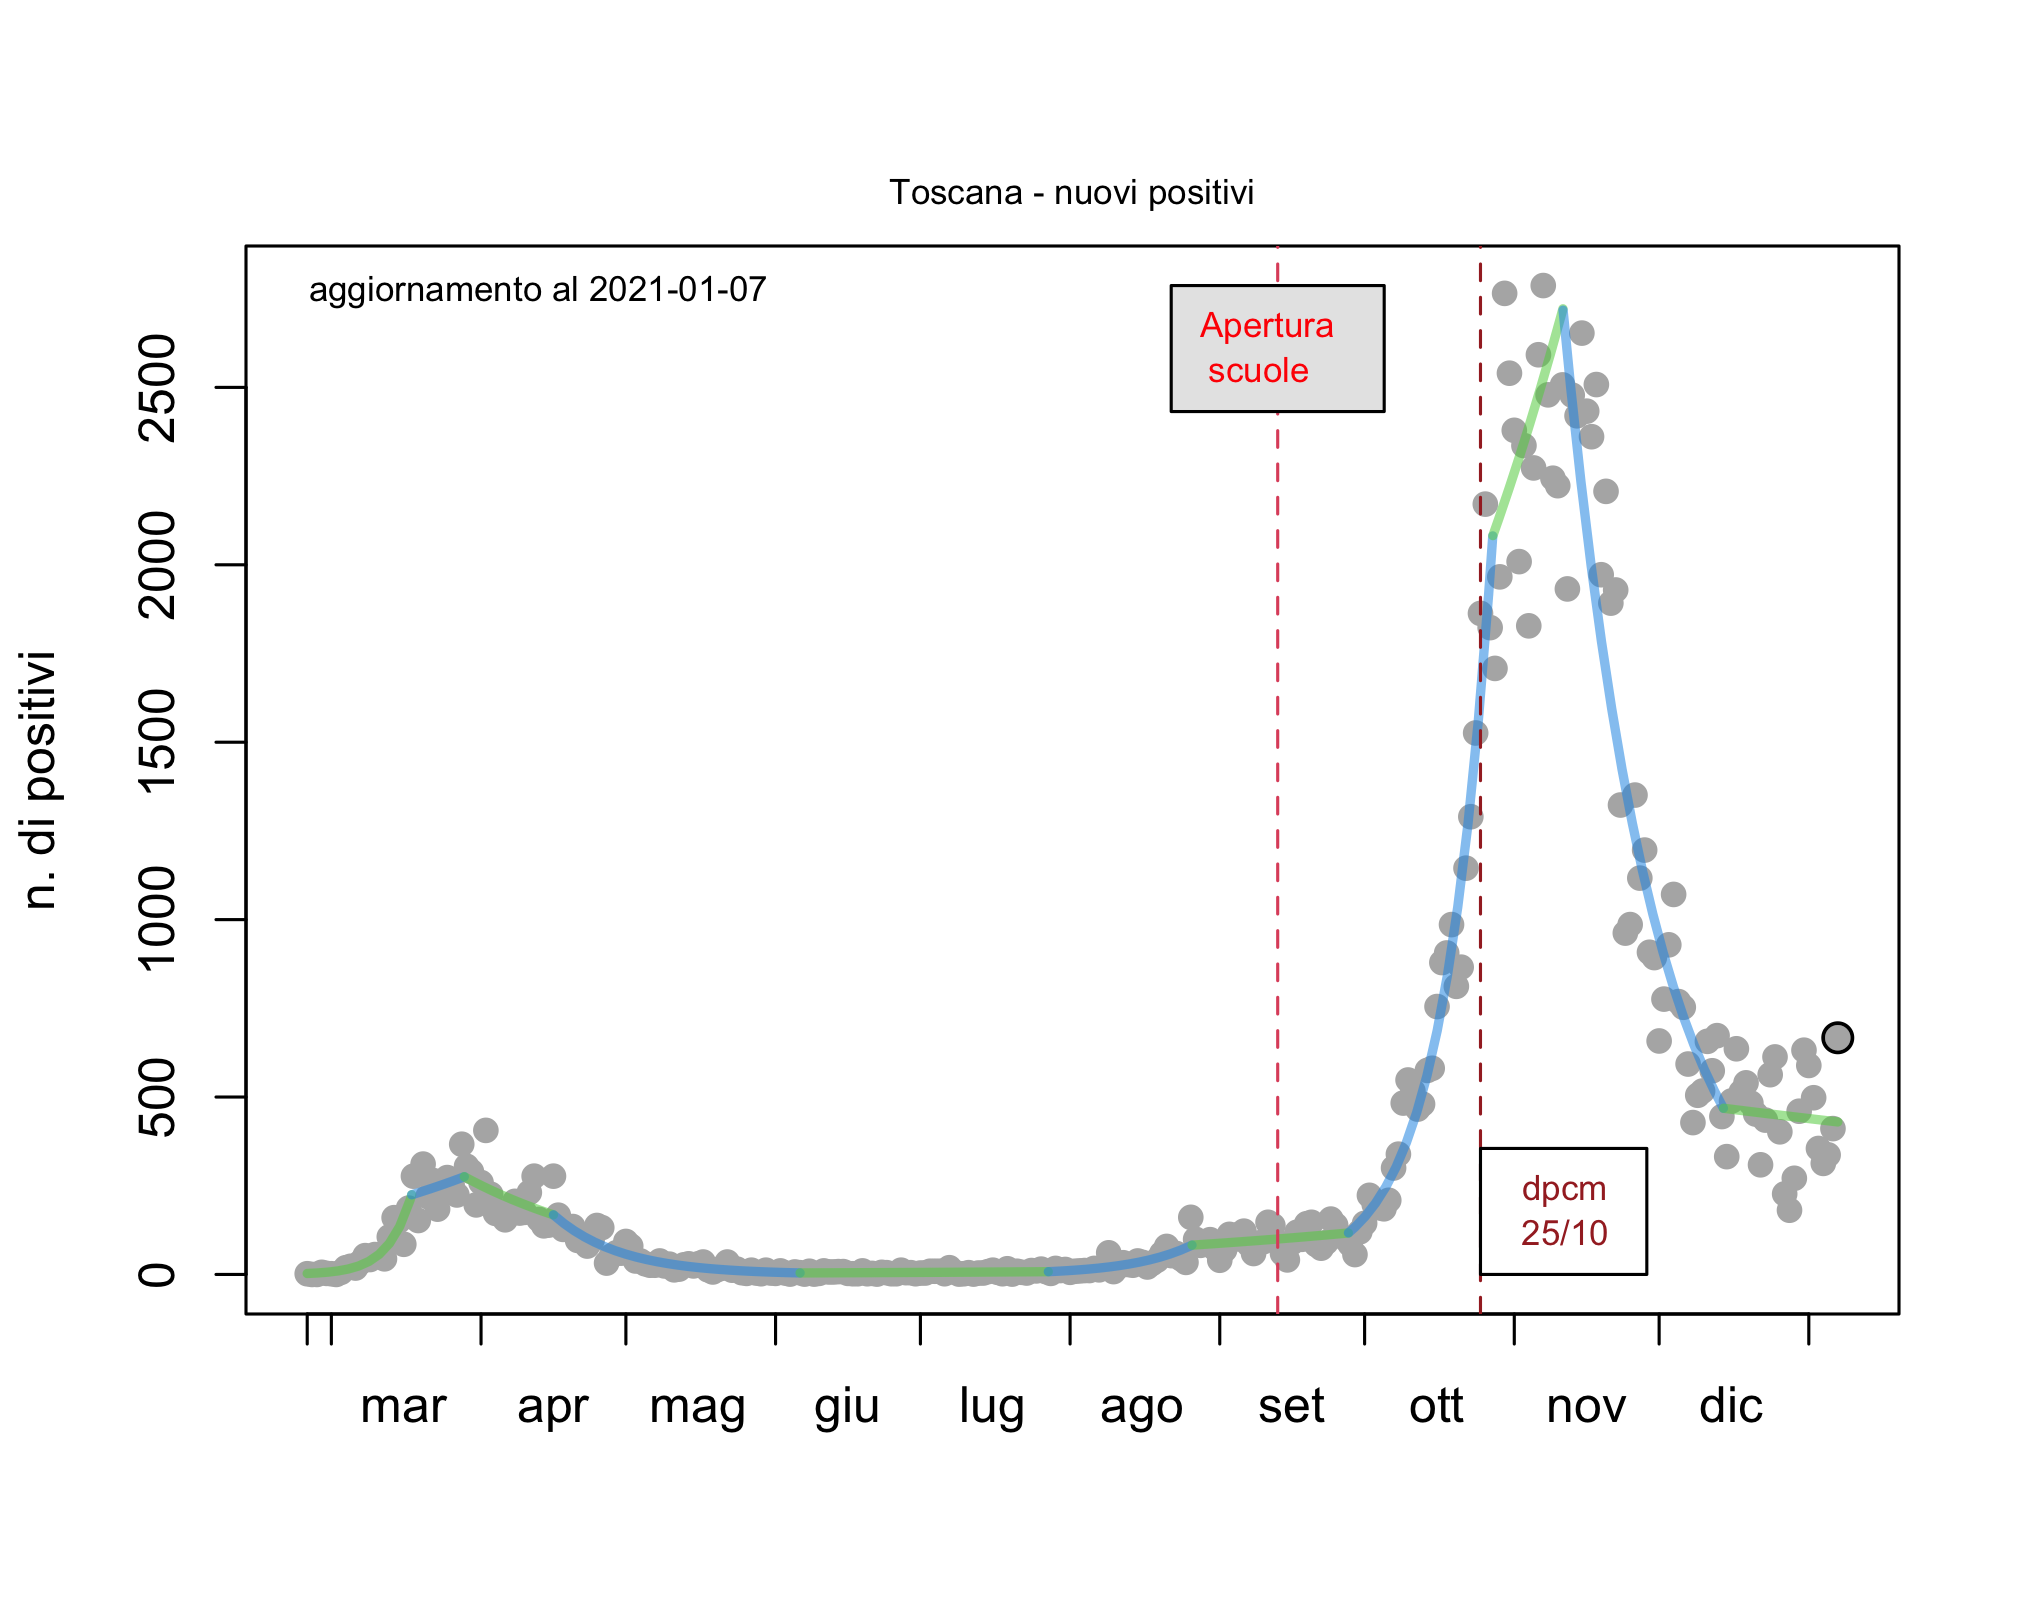 Toscana - nuovi positivi
aggiornamento al 2021-01-07
Apertura
scuole
n. di positivi
2500
2000
1500
1000
500
0
dpcm
25/10
mar apr mag giu lug ago set ott nov dic